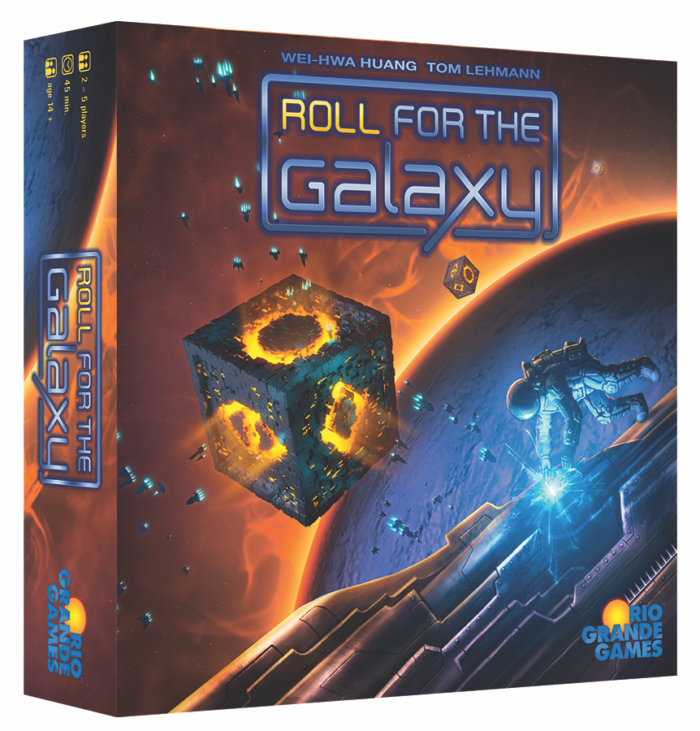 WEI-HWA HUANG TOM LEHMANN
ROLL FOR THE
Galaxy
RIO
GRANDE
GAMES
2 - 5 players
45 min.
age 14 +
ROLL FOR THE
Galaxy
RIO
GRANDE
GAMES